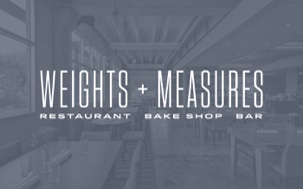 WEIGHTS + MEASURES
RESTAURANT BAKE SHOP BAR